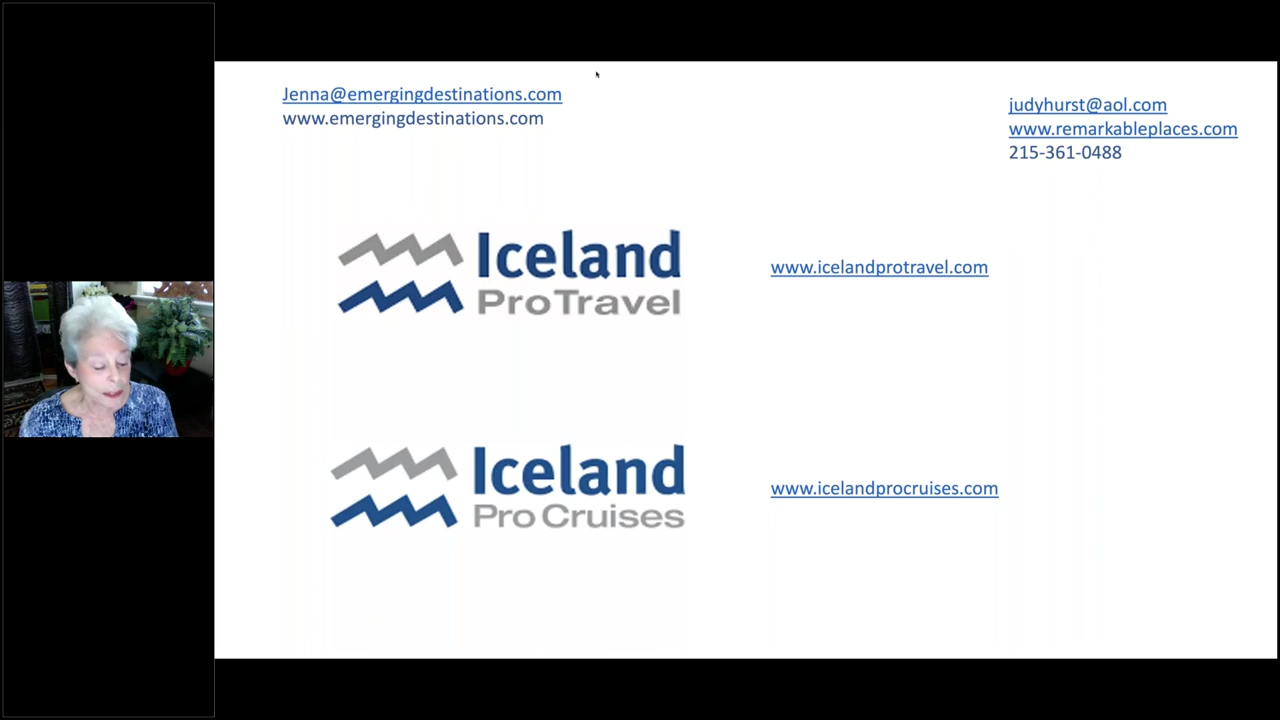 Jenna@emergingdestinations.com
www.emergingdestinations.com
judyhurst@aol.com
www.remarkableplaces.com
215-361-0488
Iceland
ProTravel
www.icelandprotravel.com
Iceland
Pro Cruises
www.icelandprocruises.com